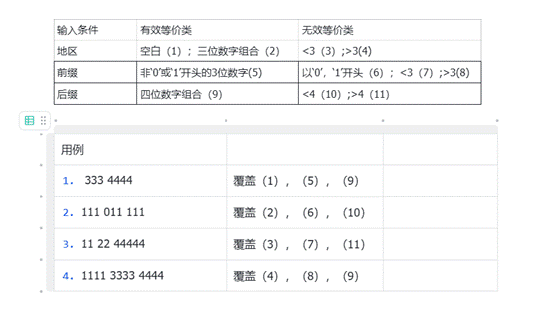 输入条件 有效等价类 无效等价类
地区 空白（1）；三位数字组合（2） <3（3）;>3(4)
前缀 非'0'或'1'开头的3位数字(5) 以'0'，'1'开头（6）；<3（7）;>3(8)
后缀 四位数字组合（9） <4（10）;>4（11）
用例
1. 333 4444 覆盖（1），（5），（9）
2. 111 011 111 覆盖（2），（6），（10）
3. 11 22 44444 覆盖（3），（7），（11）
4. 1111 3333 4444 覆盖（4），（8），（9）